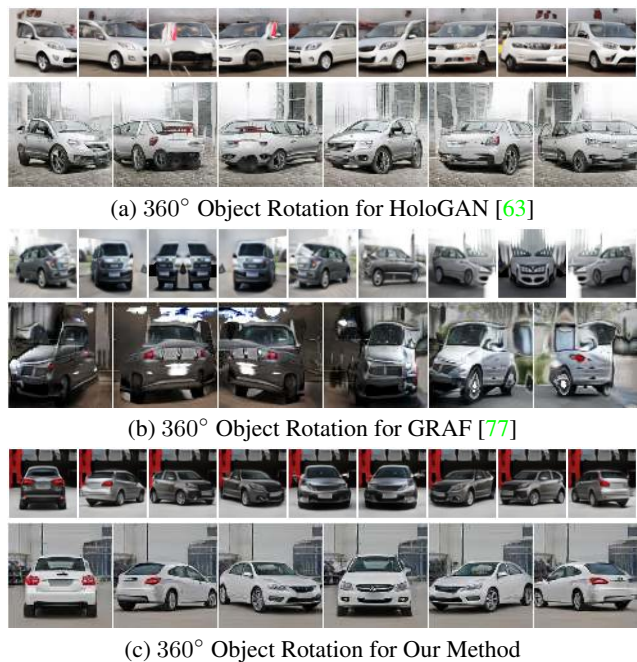 (a) 360° Object Rotation for HoloGAN [63]
(b) 360° Object Rotation for GRAF [77]
(c) 360° Object Rotation for Our Method